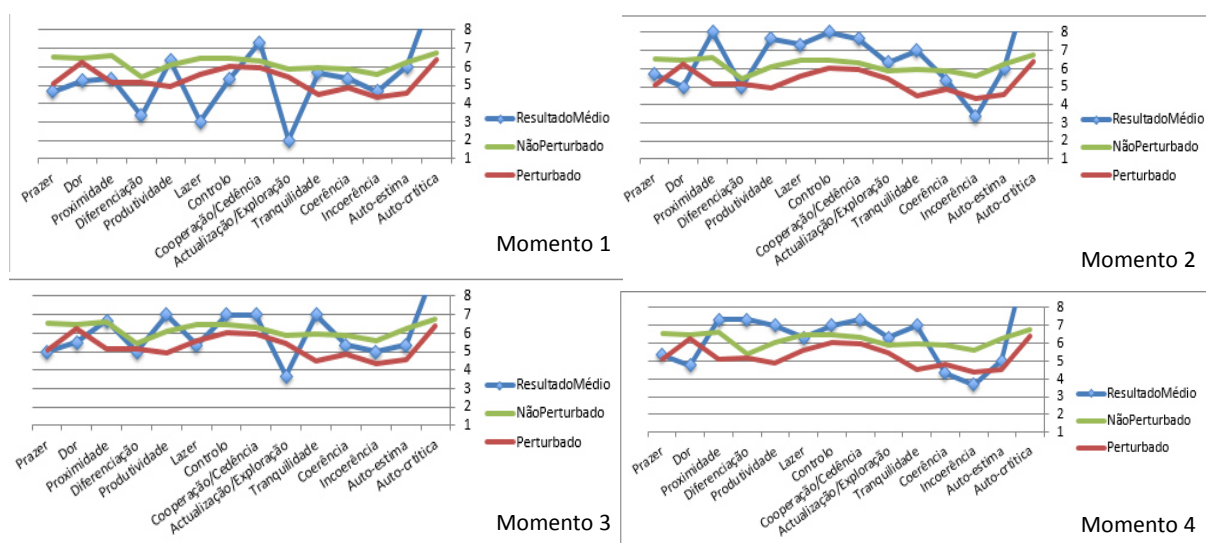 8
7
6
5
4
3
2
1
ResultadoMédio
NãoPerturbado
Perturbado
Prazer
Dor
Proximidade
Diferenciação
Produtividade
Lazer
Controlo
Cooperação/Cedência
Actualização/Exploração
Tranquilidade
Coerência
Incoerência
Auto-estima
Auto-crtítica
Momento 1
8
7
6
5
4
3
2
1
ResultadoMédio
NãoPerturbado
Perturbado
Prazer
Dor
Proximidade
Diferenciação
Produtividade
Lazer
Controlo
Cooperação/Cedência
Actualização/Exploração
Tranquilidade
Coerência
Incoerência
Auto-estima
Auto-crtítica
Momento 2
8
7
6
5
4
3
2
1
ResultadoMédio
NãoPerturbado
Perturbado
Prazer
Dor
Proximidade
Diferenciação
Produtividade
Lazer
Controlo
Cooperação/Cedência
Actualização/Exploração
Tranquilidade
Coerência
Incoerência
Auto-estima
Auto-crtítica
Momento 3
8
7
6
5
4
3
2
1
ResultadoMédio
NãoPerturbado
Perturbado
Prazer
Dor
Proximidade
Diferenciação
Produtividade
Lazer
Controlo
Cooperação/Cedência
Actualização/Exploração
Tranquilidade
Coerência
Incoerência
Auto-estima
Auto-crtítica
Momento 4